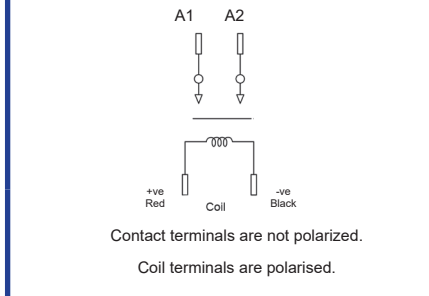 A1 A2
+ve
Red
Coil
-ve
Black
Contact terminals are not polarized.
Coil terminals are polarised.